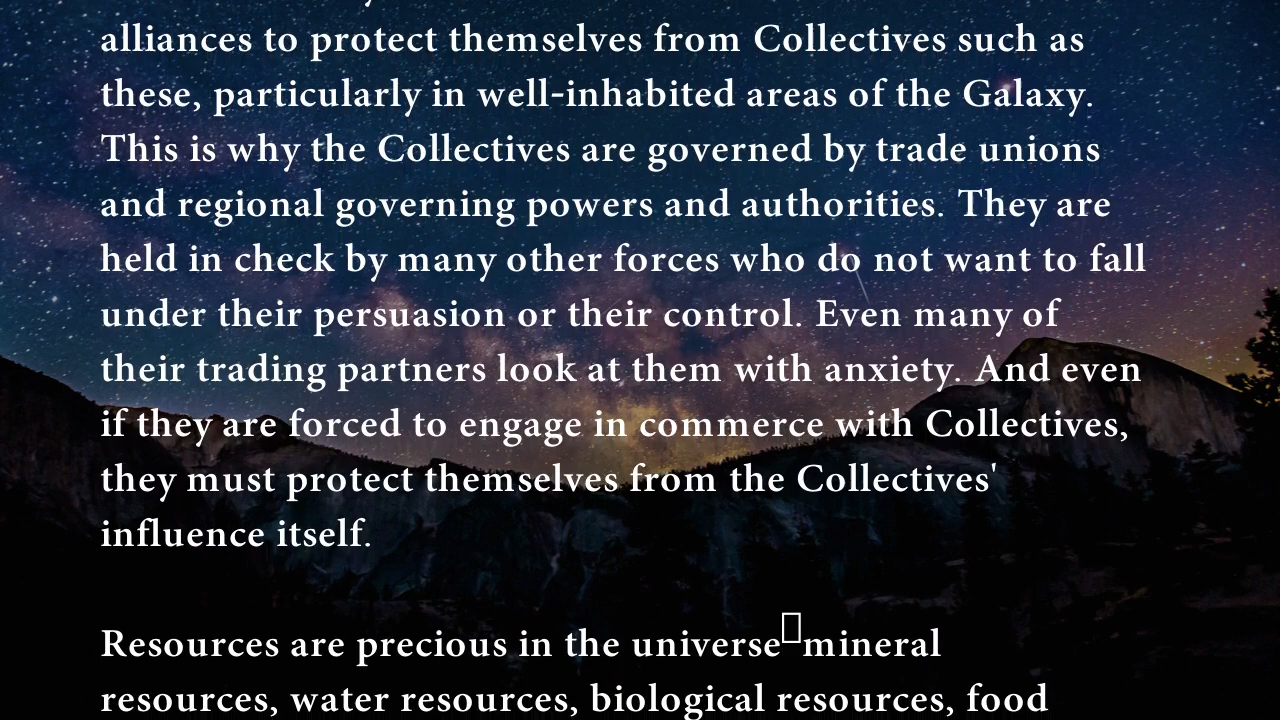 alliances to protect themselves from Collectives such as
these, particularly in well-inhabited areas of the Galaxy.
This is why the Collectives are governed by trade unions
and regional governing powers and authorities. They are
held in check by many other forces who do not want to fall
under their persuasion or their control. Even many of
their trading partners look at them with anxiety. And even
if they are forced to engage in commerce with Collectives,
they must protect themselves from the Collectives'
influence itself.
Resources are precious in the universe▯mineral
resources, water resources, biological resources, food